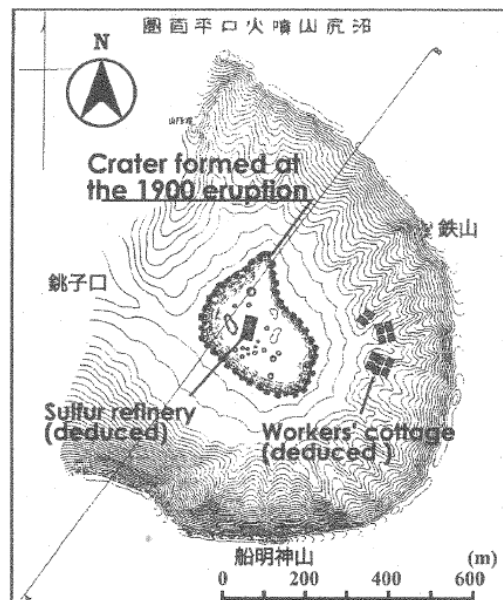 圖面平口火噴山尻沼
N
Crater formed at
the 1900 eruption
鉄山
銚子口
Sulfur refinery
(deduced)
Workers' cottage
(deduced)
船明神山
(m)
0 200 400 600